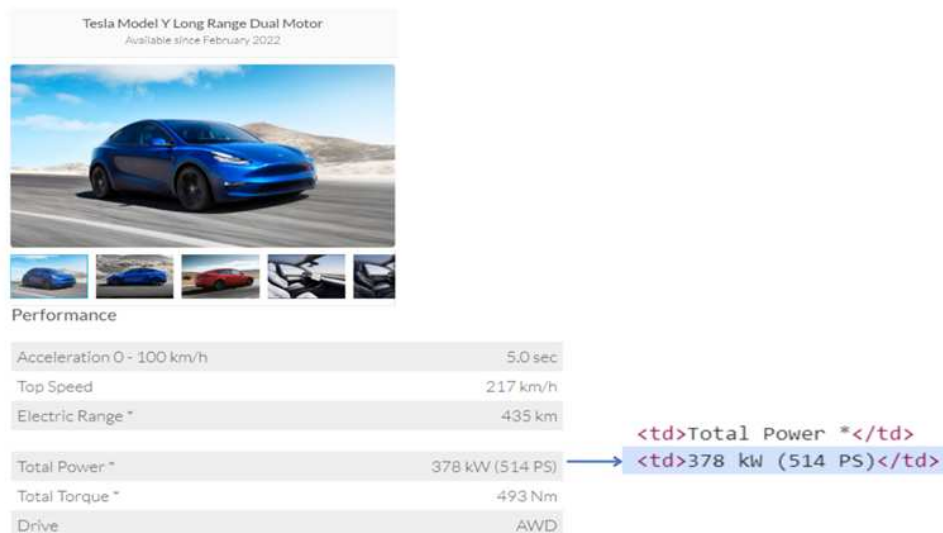 Tesla Model Y Long Range Dual Motor
Available since February 2022
Performance
Acceleration 0 - 100 km/h 5.0 sec
Top Speed 217 km/h
Electric Range * 435 km
Total Power * 378 kW (514 PS)
Total Torque * 493 Nm
Drive AWD
<td>Total Power *</td>
<td>378 kW (514 PS)</td>